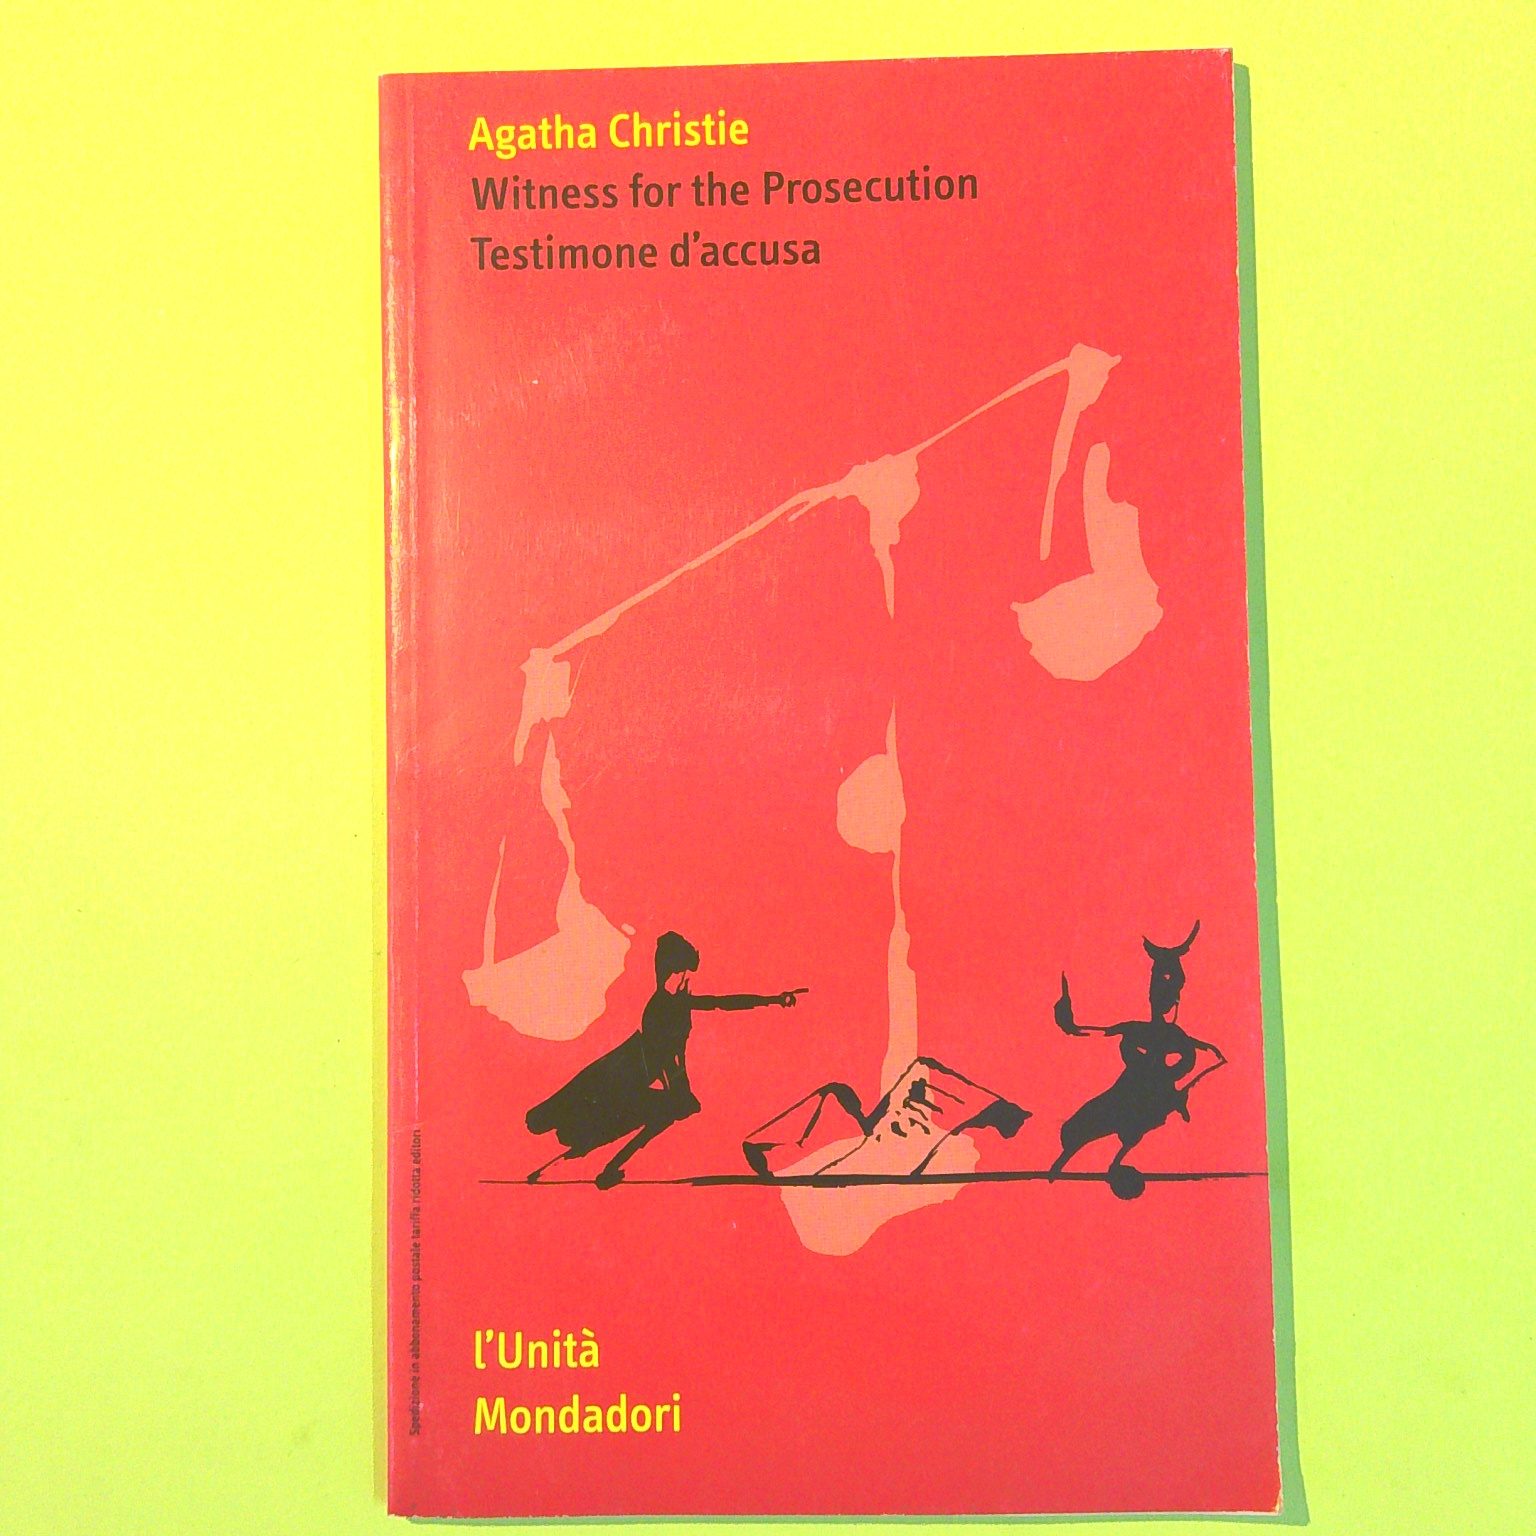 Agatha Christie
Witness for the Prosecution
Testimone d'accusa
l'Unità
Mondadori
Spedizione in abbonamento postale tariffa ridotta editori